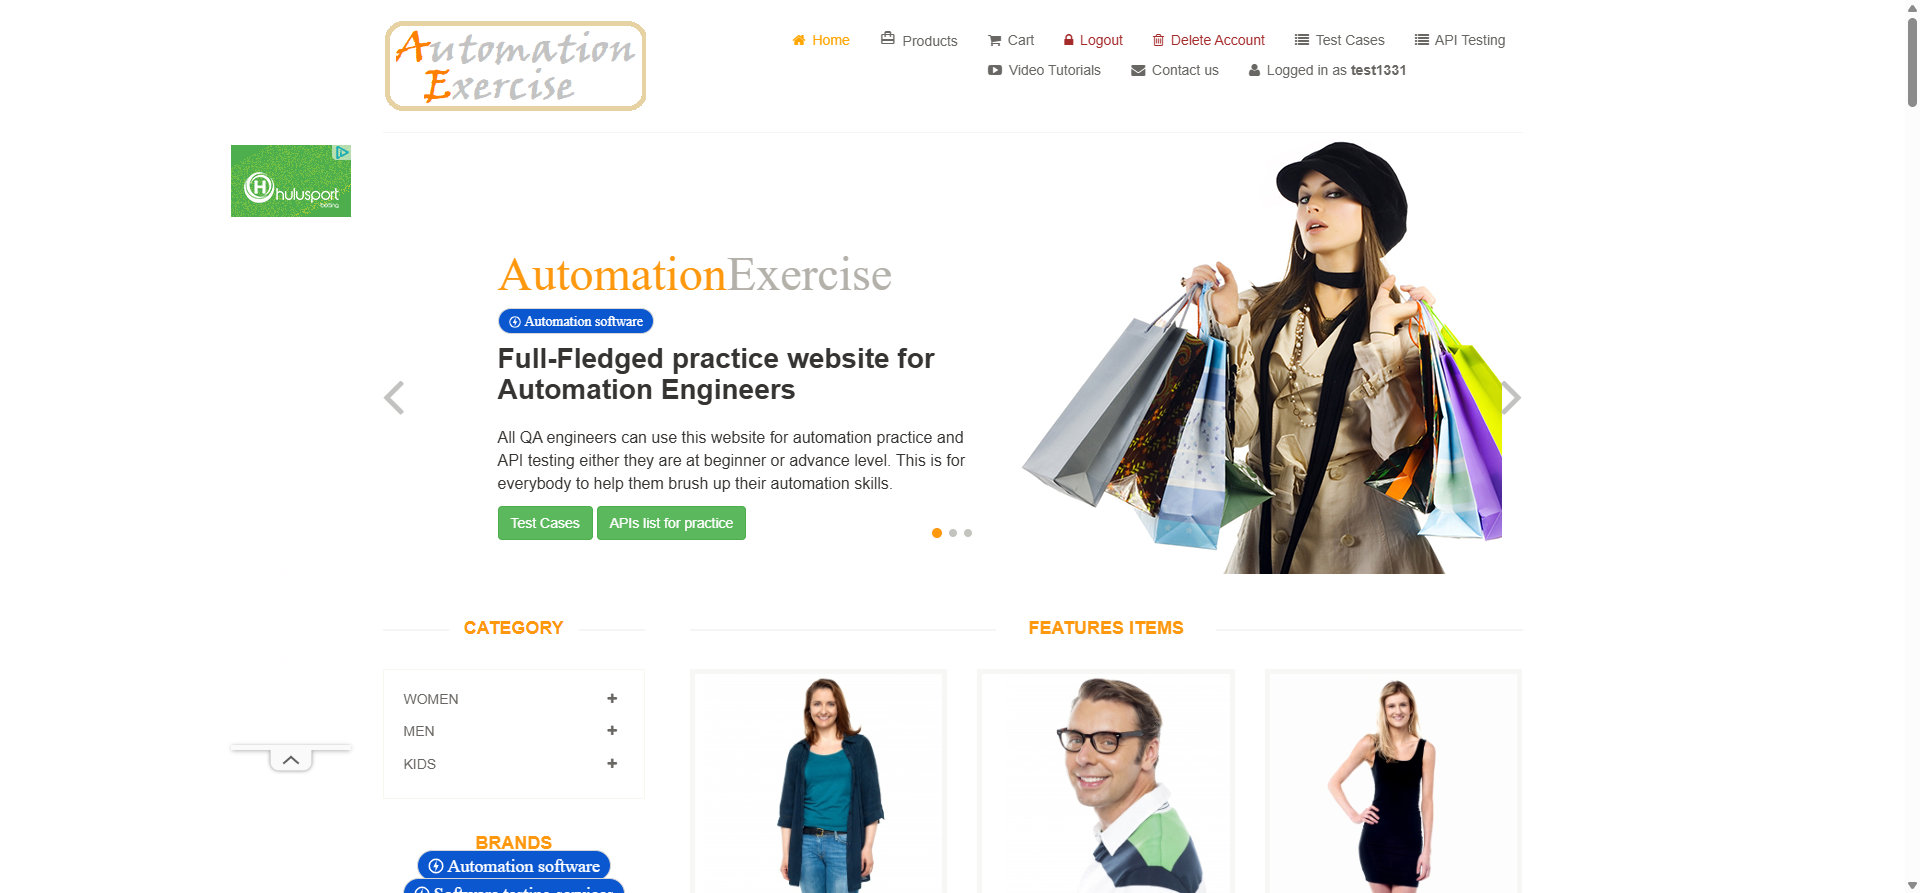 Automation
Exercise
Home
Products
Cart
Logout
Delete Account
Test Cases
API Testing
Video Tutorials
Contact us
Logged in as test1331
hulusport
betting
AutomationExercise
Automation software
Full-Fledged practice website for
Automation Engineers
All QA engineers can use this website for automation practice and
API testing either they are at beginner or advance level. This is for
everybody to help them brush up their automation skills.
Test Cases
APIs list for practice
CATEGORY
WOMEN
MEN
KIDS
BRANDS
Automation software
Software testing services
FEATURES ITEMS